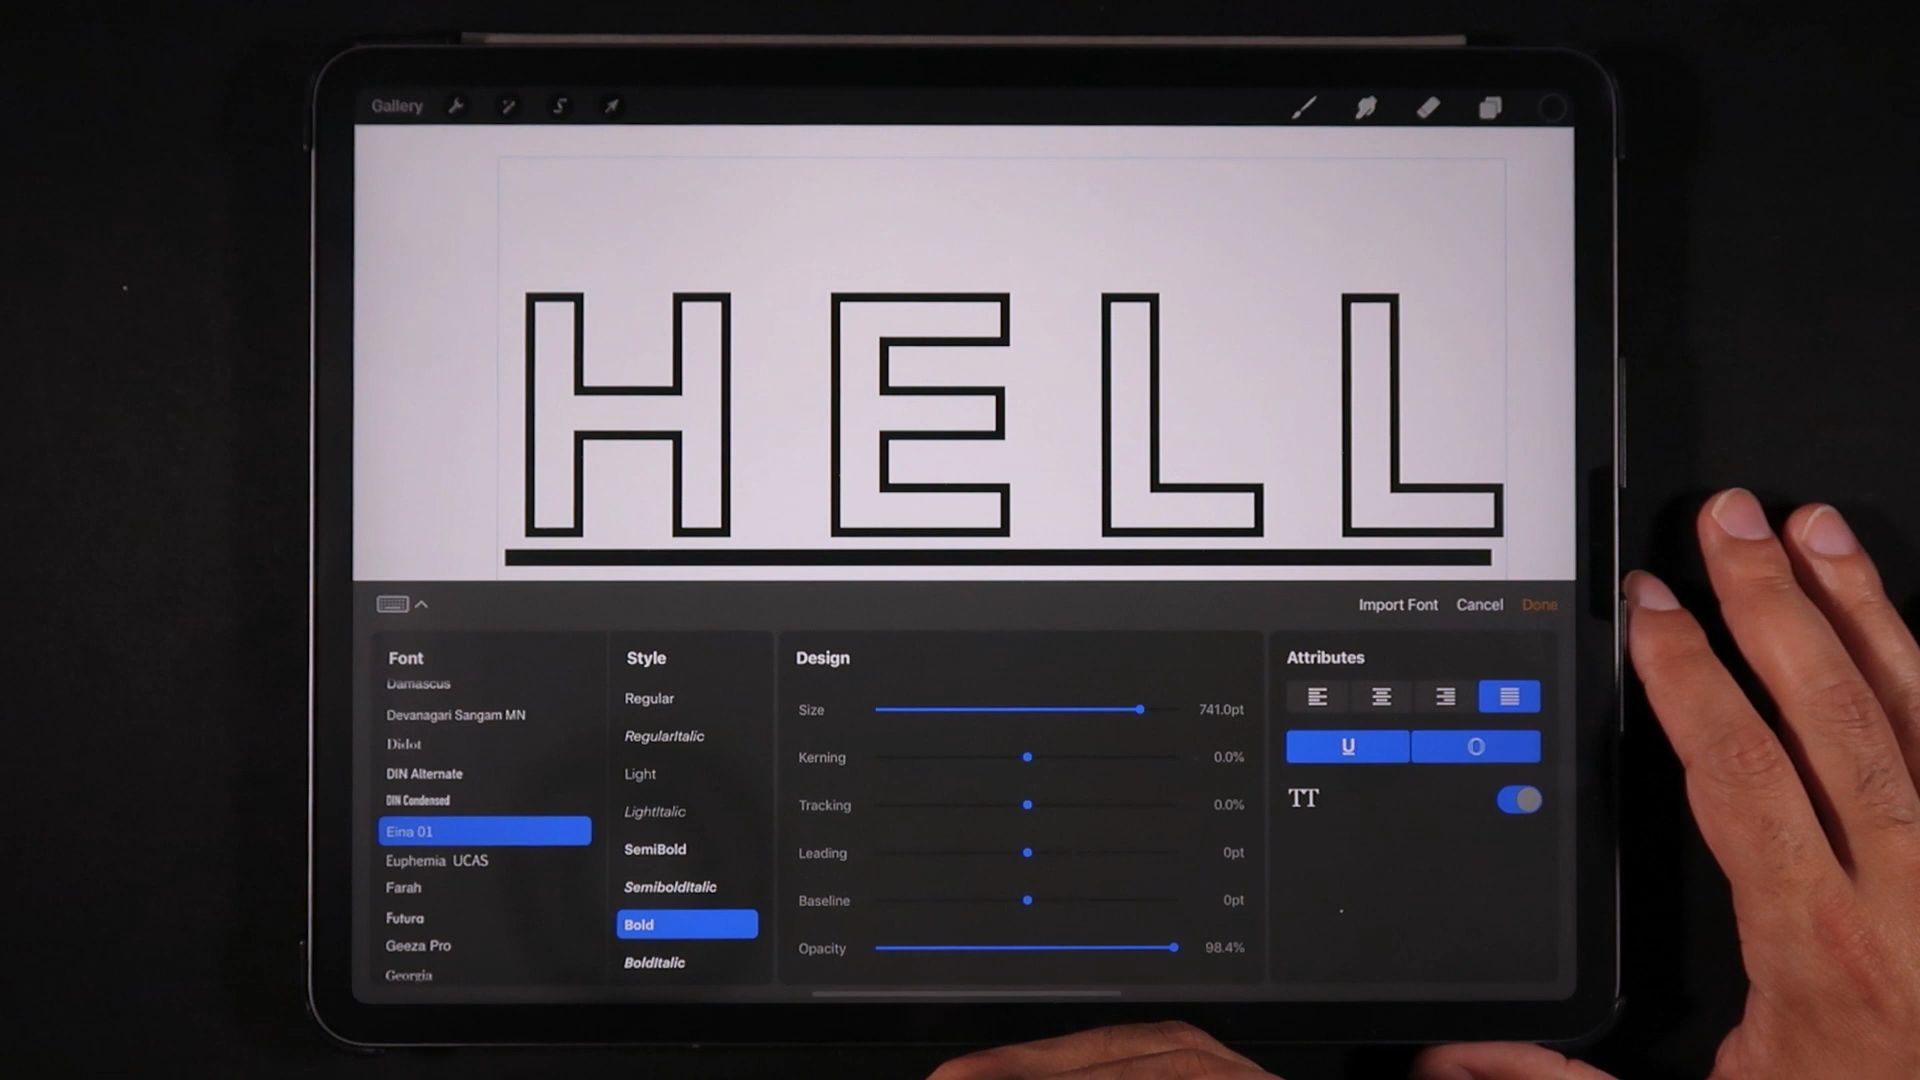 Gallery
HELL
Import Font Cancel Done
Font
Damascus
Devanagari Sangam MN
Didot
DIN Alternate
DIN Condensed
Eina 01
Euphemia UCAS
Farah
Futura
Geeza Pro
Georgia
Style
Regular
RegularItalic
Light
LightItalic
SemiBold
SemiboldItalic
Bold
BoldItalic
Design
Size 741.0pt
Kerning 0.0%
Tracking 0.0%
Leading 0pt
Baseline 0pt
Opacity 98.4%
Attributes
U O
TT